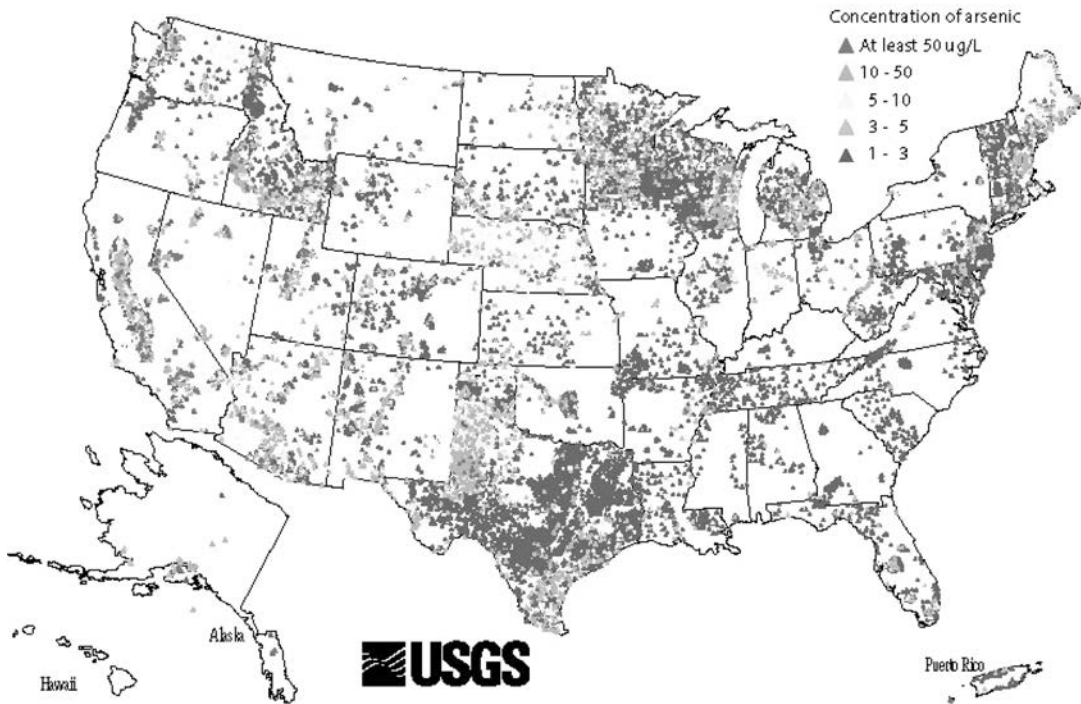 Concentration of arsenic
At least 50 ug/L
10 - 50
5 - 10
3 - 5
1 - 3
Alaska
Hawaii
USGS
Puerto Rico